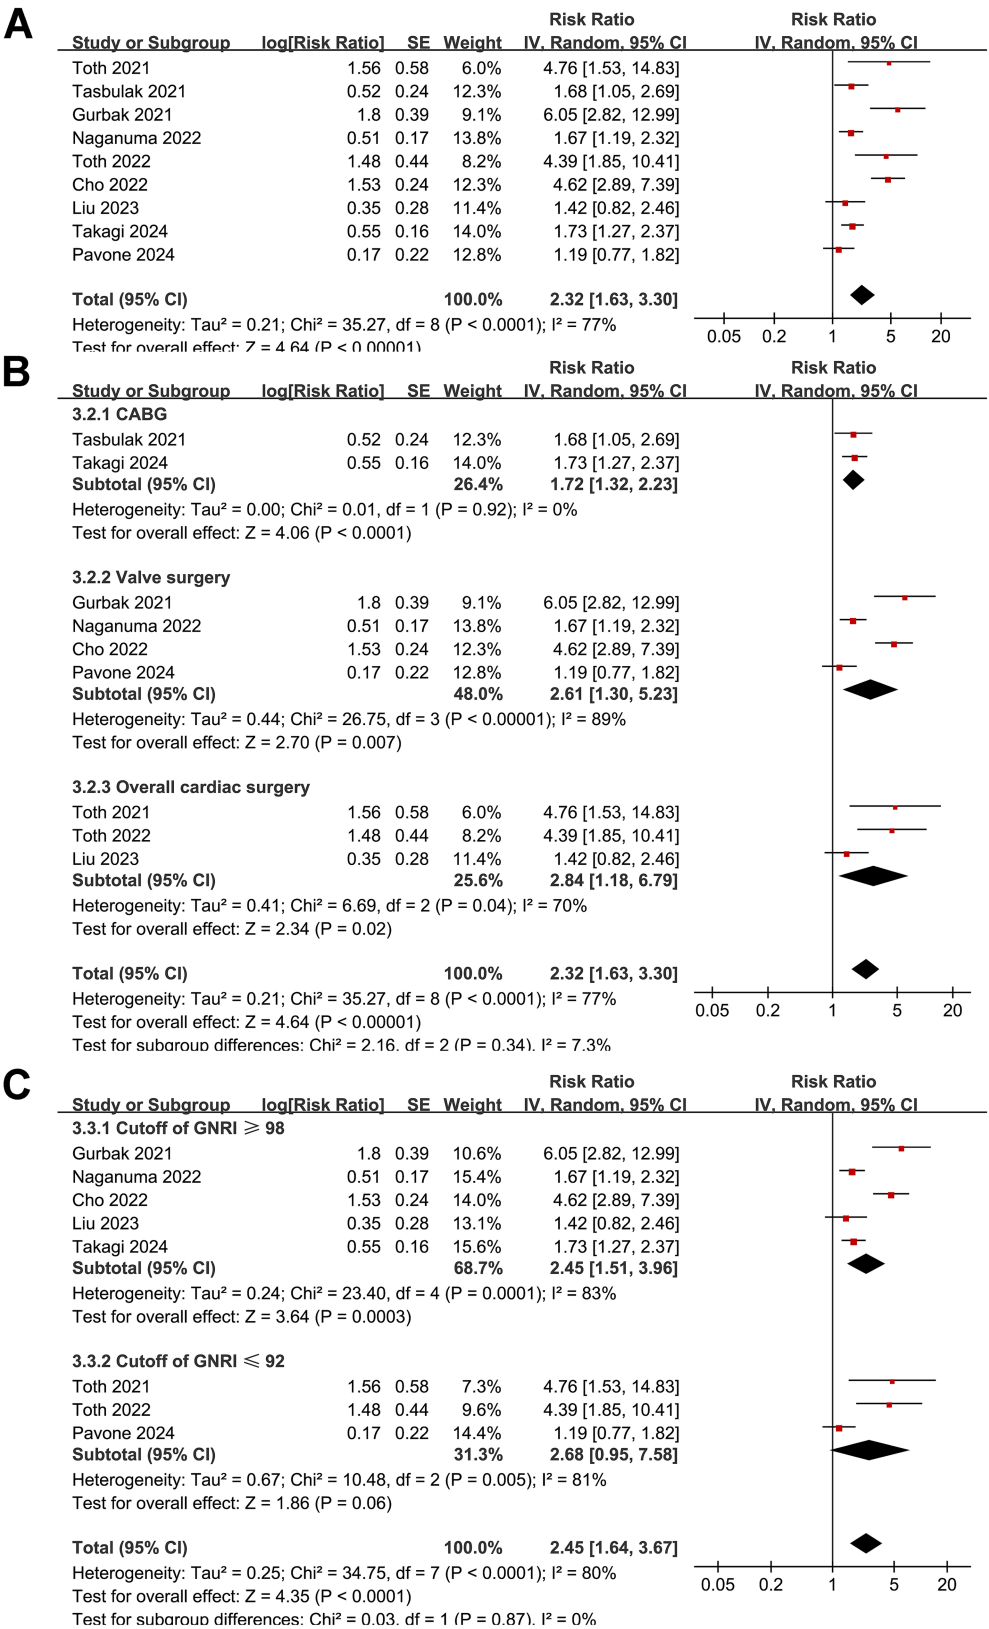 A
Risk Ratio Risk Ratio
Study or Subgroup log[Risk Ratio] SE Weight IV, Random, 95% CI IV, Random, 95% CI
Toth 2021 1.56 0.58 6.0% 4.76 [1.53, 14.83]
Tasbulak 2021 0.52 0.24 12.3% 1.68 [1.05, 2.69]
Gurbak 2021 1.8 0.39 9.1% 6.05 [2.82, 12.99]
Naganuma 2022 0.51 0.17 13.8% 1.67 [1.19, 2.32]
Toth 2022 1.48 0.44 8.2% 4.39 [1.85, 10.41]
Cho 2022 1.53 0.24 12.3% 4.62 [2.89, 7.39]
Liu 2023 0.35 0.28 11.4% 1.42 [0.82, 2.46]
Takagi 2024 0.55 0.16 14.0% 1.73 [1.27, 2.37]
Pavone 2024 0.17 0.22 12.8% 1.19 [0.77, 1.82]
Total (95% CI) 100.0% 2.32 [1.63, 3.30]
Heterogeneity: Tau² = 0.21; Chi² = 35.27, df = 8 (P < 0.0001); I² = 77%
0.05 0.2 1 5 20
Test for overall effect: Z = 4.64 (P < 0.00001)
B
Risk Ratio Risk Ratio
Study or Subgroup log[Risk Ratio] SE Weight IV, Random, 95% CI IV, Random, 95% CI
3.2.1 CABG
Tasbulak 2021 0.52 0.24 12.3% 1.68 [1.05, 2.69]
Takagi 2024 0.55 0.16 14.0% 1.73 [1.27, 2.37]
Subtotal (95% CI) 26.4% 1.72 [1.32, 2.23]
Heterogeneity: Tau² = 0.00; Chi² = 0.01, df = 1 (P = 0.92); I² = 0%
Test for overall effect: Z = 4.06 (P < 0.0001)
3.2.2 Valve surgery
Gurbak 2021 1.8 0.39 9.1% 6.05 [2.82, 12.99]
Naganuma 2022 0.51 0.17 13.8% 1.67 [1.19, 2.32]
Cho 2022 1.53 0.24 12.3% 4.62 [2.89, 7.39]
Pavone 2024 0.17 0.22 12.8% 1.19 [0.77, 1.82]
Subtotal (95% CI) 48.0% 2.61 [1.30, 5.23]
Heterogeneity: Tau² = 0.44; Chi² = 26.75, df = 3 (P < 0.00001); I² = 89%
Test for overall effect: Z = 2.70 (P = 0.007)
3.2.3 Overall cardiac surgery
Toth 2021 1.56 0.58 6.0% 4.76 [1.53, 14.83]
Toth 2022 1.48 0.44 8.2% 4.39 [1.85, 10.41]
Liu 2023 0.35 0.28 11.4% 1.42 [0.82, 2.46]
Subtotal (95% CI) 25.6% 2.84 [1.18, 6.79]
Heterogeneity: Tau² = 0.41; Chi² = 6.69, df = 2 (P = 0.04); I² = 70%
Test for overall effect: Z = 2.34 (P = 0.02)
Total (95% CI) 100.0% 2.32 [1.63, 3.30]
Heterogeneity: Tau² = 0.21; Chi² = 35.27, df = 8 (P < 0.0001); I² = 77%
0.05 0.2 1 5 20
Test for overall effect: Z = 4.64 (P < 0.00001)
Test for subgroup differences: Chi² = 2.16, df = 2 (P = 0.34), I² = 7.3%
C
Risk Ratio Risk Ratio
Study or Subgroup log[Risk Ratio] SE Weight IV, Random, 95% CI IV, Random, 95% CI
3.3.1 Cutoff of GNRI ⩾ 98
Gurbak 2021 1.8 0.39 10.6% 6.05 [2.82, 12.99]
Naganuma 2022 0.51 0.17 15.4% 1.67 [1.19, 2.32]
Cho 2022 1.53 0.24 14.0% 4.62 [2.89, 7.39]
Liu 2023 0.35 0.28 13.1% 1.42 [0.82, 2.46]
Takagi 2024 0.55 0.16 15.6% 1.73 [1.27, 2.37]
Subtotal (95% CI) 68.7% 2.45 [1.51, 3.96]
Heterogeneity: Tau² = 0.24; Chi² = 23.40, df = 4 (P = 0.0001); I² = 83%
Test for overall effect: Z = 3.64 (P = 0.0003)
3.3.2 Cutoff of GNRI ⩽ 92
Toth 2021 1.56 0.58 7.3% 4.76 [1.53, 14.83]
Toth 2022 1.48 0.44 9.6% 4.39 [1.85, 10.41]
Pavone 2024 0.17 0.22 14.4% 1.19 [0.77, 1.82]
Subtotal (95% CI) 31.3% 2.68 [0.95, 7.58]
Heterogeneity: Tau² = 0.67; Chi² = 10.48, df = 2 (P = 0.005); I² = 81%
Test for overall effect: Z = 1.86 (P = 0.06)
Total (95% CI) 100.0% 2.45 [1.64, 3.67]
Heterogeneity: Tau² = 0.25; Chi² = 34.75, df = 7 (P < 0.0001); I² = 80%
0.05 0.2 1 5 20
Test for overall effect: Z = 4.35 (P < 0.0001)
Test for subgroup differences: Chi² = 0.03, df = 1 (P = 0.87), I² = 0%